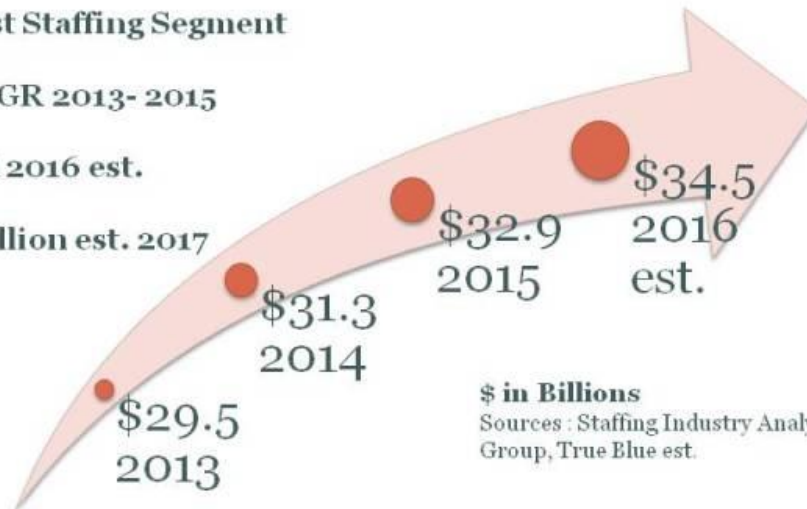 st Staffing Segment
GR 2013- 2015
2016 est.
llion est. 2017
$34.5
2016
est.
$32.9
2015
$31.3
2014
$29.5
2013
$ in Billions
Sources : Staffing Industry Analy
Group, True Blue est.